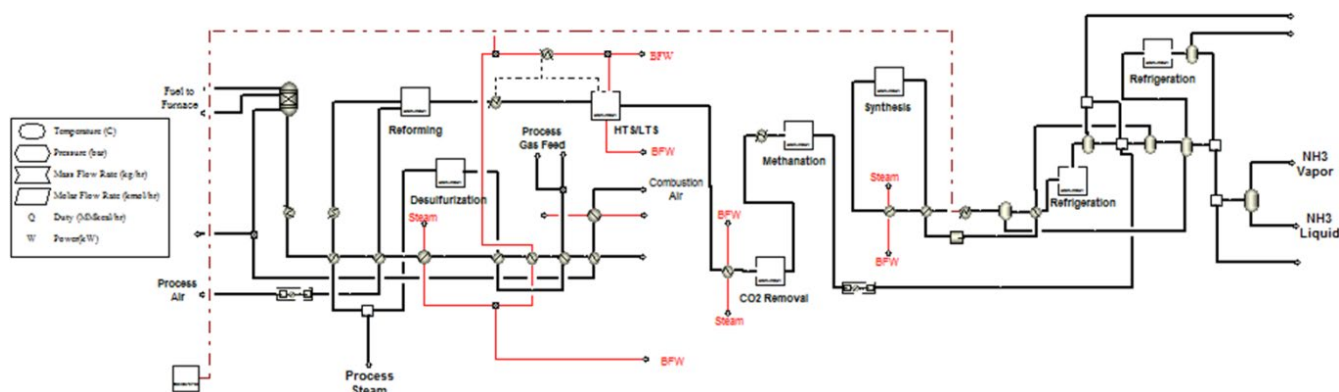 Fuel to
Furnace
Temperature (C)
Pressure (bar)
Mass Flow Rate (kg/hr)
Molar Flow Rate (kmol/hr)
Q Duty (MMkcal/hr)
W Power(kW)
Process
Air
Reforming
Desulfurization
Steam
Process
Gas Feed
BFW
HTS/LTS
BFW
Combustion
Air
Process
Steam
BFW
BFW
Steam
CO2 Removal
Methanation
Synthesis
Steam
BFW
Refrigeration
Refrigeration
NH3
Vapor
NH3
Liquid